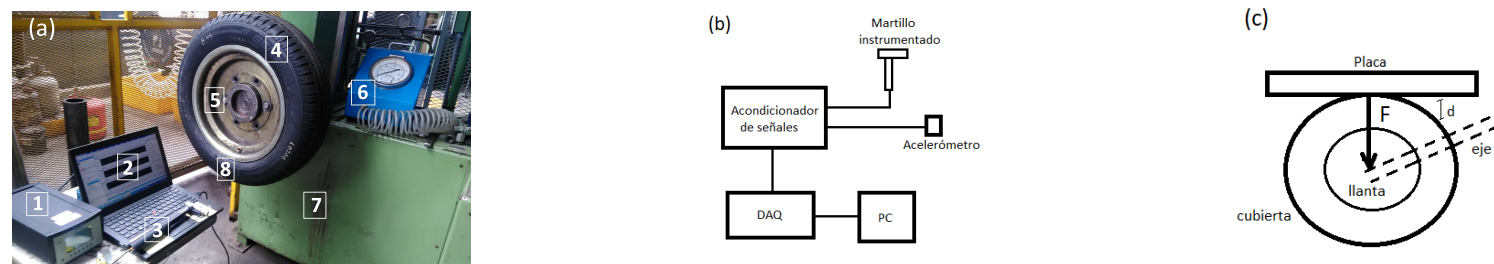 (a)
4
5
6
2
8
1
7
3
(b)
Martillo
instrumentado
Acondicionador
de señales
Acelerómetro
DAQ
PC
(c)
Placa
F
d
eje
llanta
cubierta